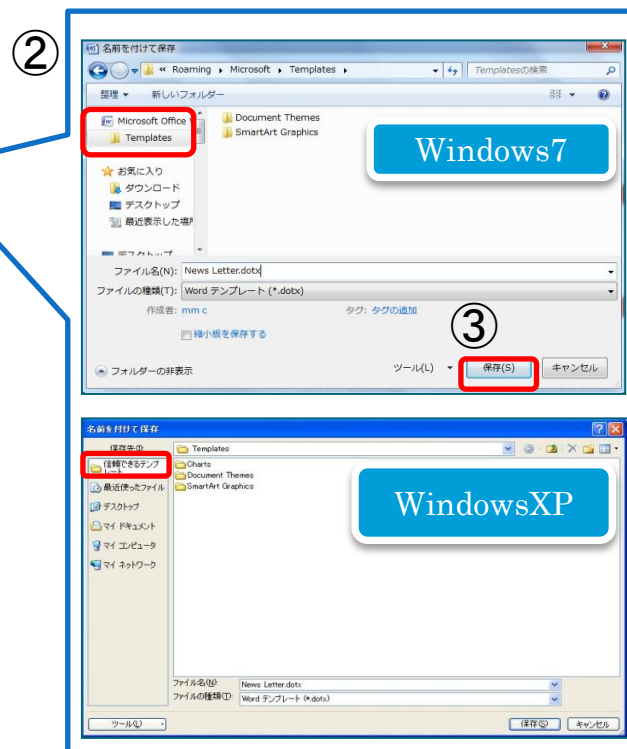 ②
名前を付けて保存
« Roaming ▸ Microsoft ▸ Templates ▸
Templatesの検索
整理 ▾ 新しいフォルダー
Microsoft Office
Templates
Document Themes
SmartArt Graphics
Windows7
お気に入り
ダウンロード
デスクトップ
最近表示した場所
デスクトップ
ファイル名(N): News Letter.dotx
ファイルの種類(T): Word テンプレート (*.dotx)
作成者: mm c タグ: タグの追加
縮小版を保存する
③
フォルダーの非表示 ツール(L) 保存(S) キャンセル
名前を付けて保存
保存先(I): Templates
信頼できるテンプレート
最近使ったファイル
デスクトップ
マイ ドキュメント
マイ コンピュータ
マイ ネットワーク
Charts
Document Themes
SmartArt Graphics
WindowsXP
ファイル名(N): News Letter.dotx
ファイルの種類(T): Word テンプレート (*.dotx)
ツール(L) 保存(S) キャンセル